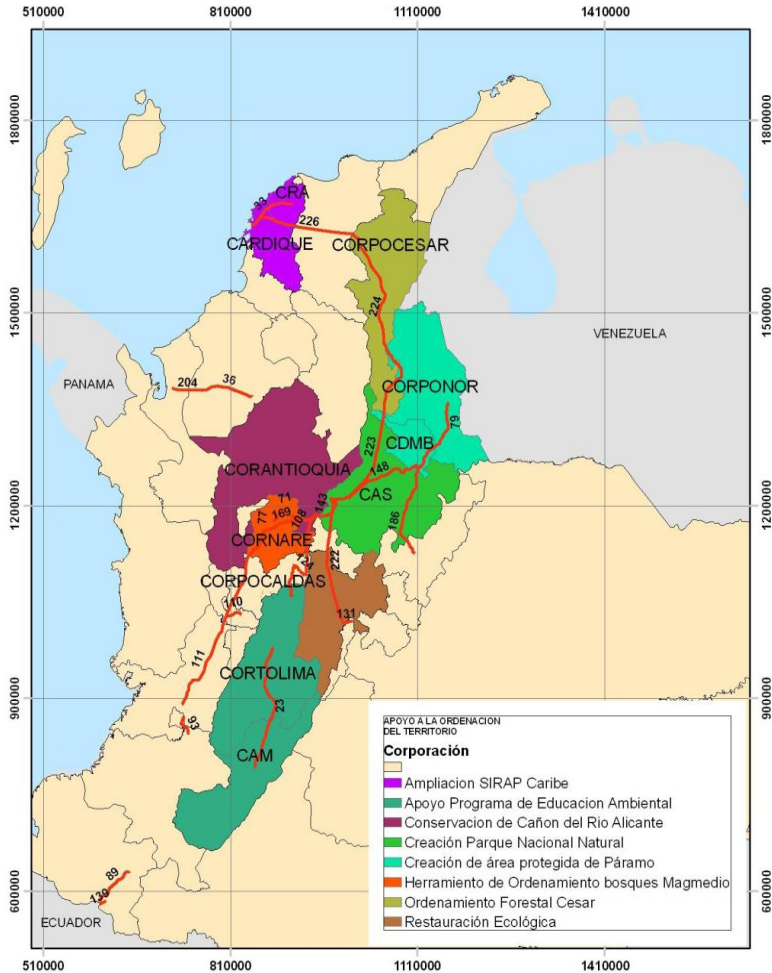 510000 810000 1110000 1410000
1800000 1800000
CRA
33
226
CARDIQUE CORPOCESAR
1500000 1500000
224
VENEZUELA
PANAMA
204 36
CORPONOR
79
CDMB
223
CORANTIOQUIA
148
CAS
71
143
1200000 1200000
77 169 108
186
CORNARE
222
CORPOCALDAS
110
131
111
CORTOLIMA
900000 900000
23
93
CAM
APOYO A LA ORDENACION
DEL TERRITORIO
Corporación
Ampliacion SIRAP Caribe
Apoyo Programa de Educacion Ambiental
Conservacion de Cañon del Rio Alicante
Creación Parque Nacional Natural
Creación de área protegida de Páramo
Herramiento de Ordenamiento bosques Magmedio
Ordenamiento Forestal Cesar
Restauración Ecológica
89
139
600000 600000
ECUADOR
510000 810000 1110000 1410000